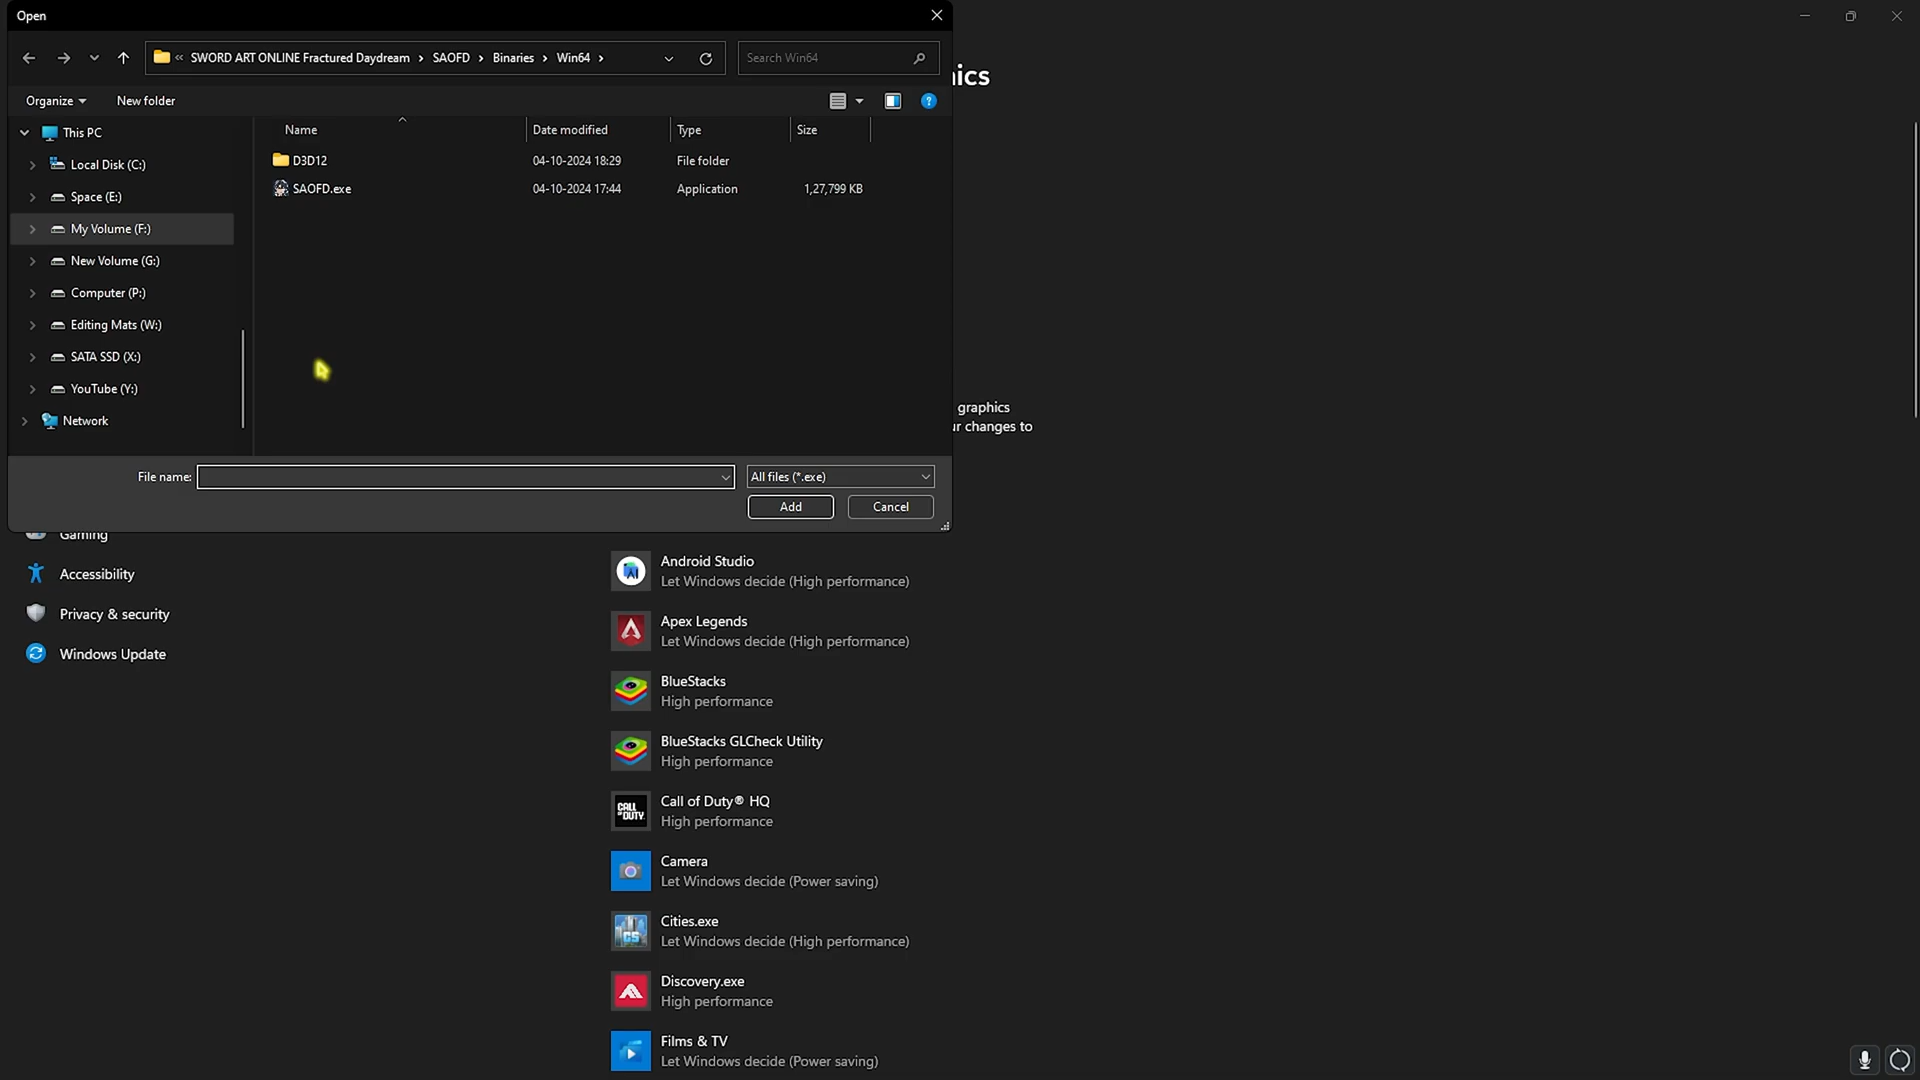 Open
« SWORD ART ONLINE Fractured Daydream › SAOFD › Binaries › Win64 ›
Search Win64
ics
Organize
New folder
Name
Date modified
Type
Size
This PC
Local Disk (C:)
Space (E:)
My Volume (F:)
New Volume (G:)
Computer (P:)
Editing Mats (W:)
SATA SSD (X:)
YouTube (Y:)
Network
D3D12 04-10-2024 18:29 File folder
SAOFD.exe 04-10-2024 17:44 Application 1,27,799 KB
graphics
ur changes to
File name:
All files (*.exe)
Add
Cancel
Gaming
Accessibility
Privacy & security
Windows Update
Android Studio
Let Windows decide (High performance)
Apex Legends
Let Windows decide (High performance)
BlueStacks
High performance
BlueStacks GLCheck Utility
High performance
CALL OF DUTY
Call of Duty® HQ
High performance
Camera
Let Windows decide (Power saving)
CS
Cities.exe
Let Windows decide (High performance)
Discovery.exe
High performance
Films & TV
Let Windows decide (Power saving)